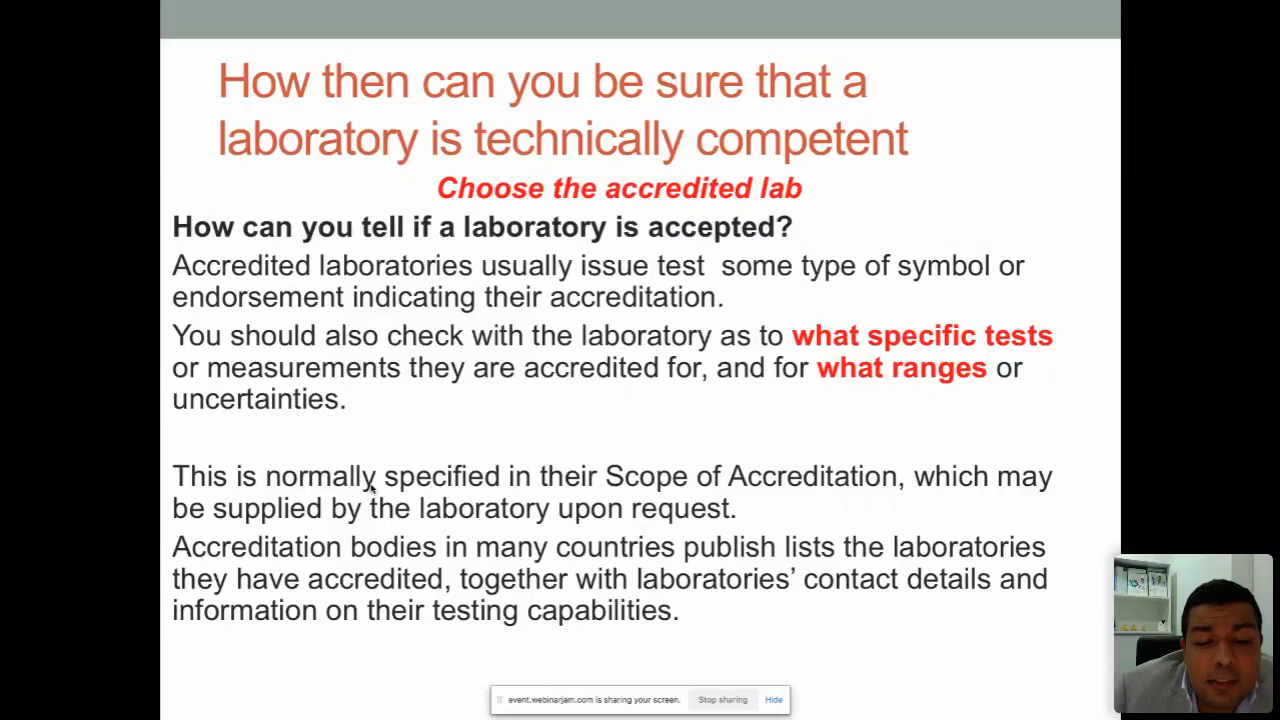 How then can you be sure that a
laboratory is technically competent
Choose the accredited lab
How can you tell if a laboratory is accepted?
Accredited laboratories usually issue test  some type of symbol or
endorsement indicating their accreditation.
You should also check with the laboratory as to what specific tests
or measurements they are accredited for, and for what ranges or
uncertainties.
This is normally specified in their Scope of Accreditation, which may
be supplied by the laboratory upon request.
Accreditation bodies in many countries publish lists the laboratories
they have accredited, together with laboratories’ contact details and
information on their testing capabilities.
event.webinarjam.com is sharing your screen. Stop sharing Hide